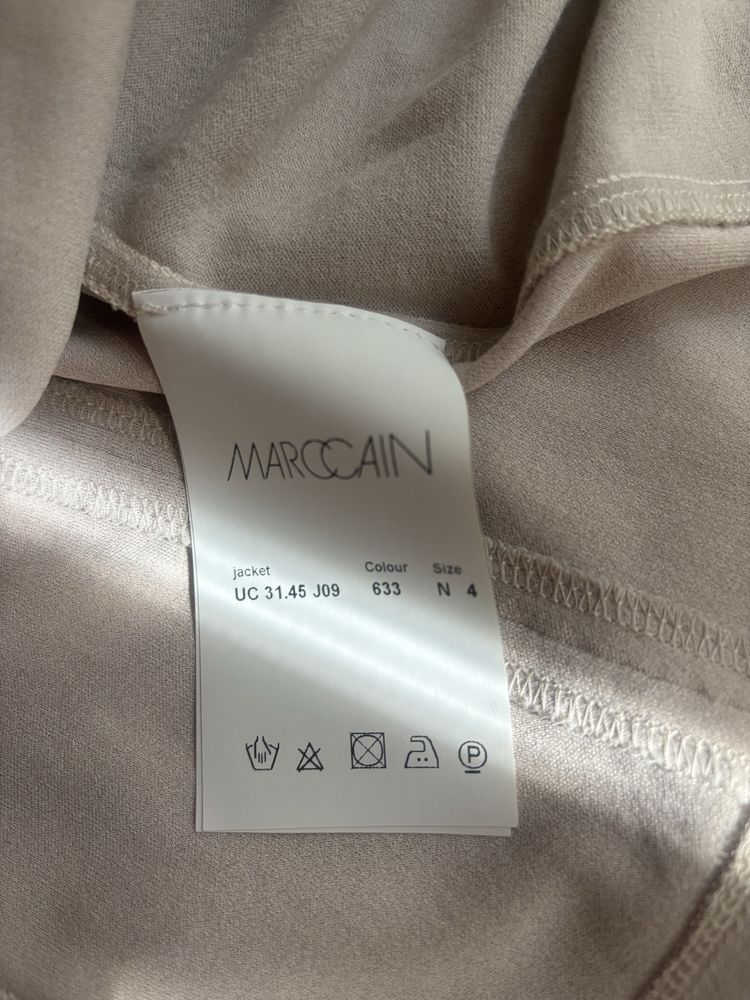 MARCCAIN
jacket Colour Size
UC 31.45 J09 633 N 4
P